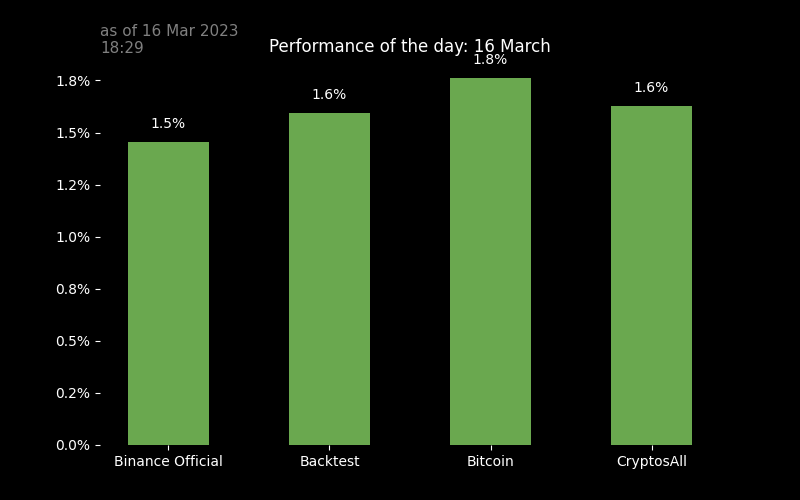 as of 16 Mar 2023
18:29
Performance of the day: 16 March
1.8%
1.5%
1.2%
1.0%
0.8%
0.5%
0.2%
0.0%
1.5%
1.6%
1.8%
1.6%
Binance Official
Backtest
Bitcoin
CryptosAll